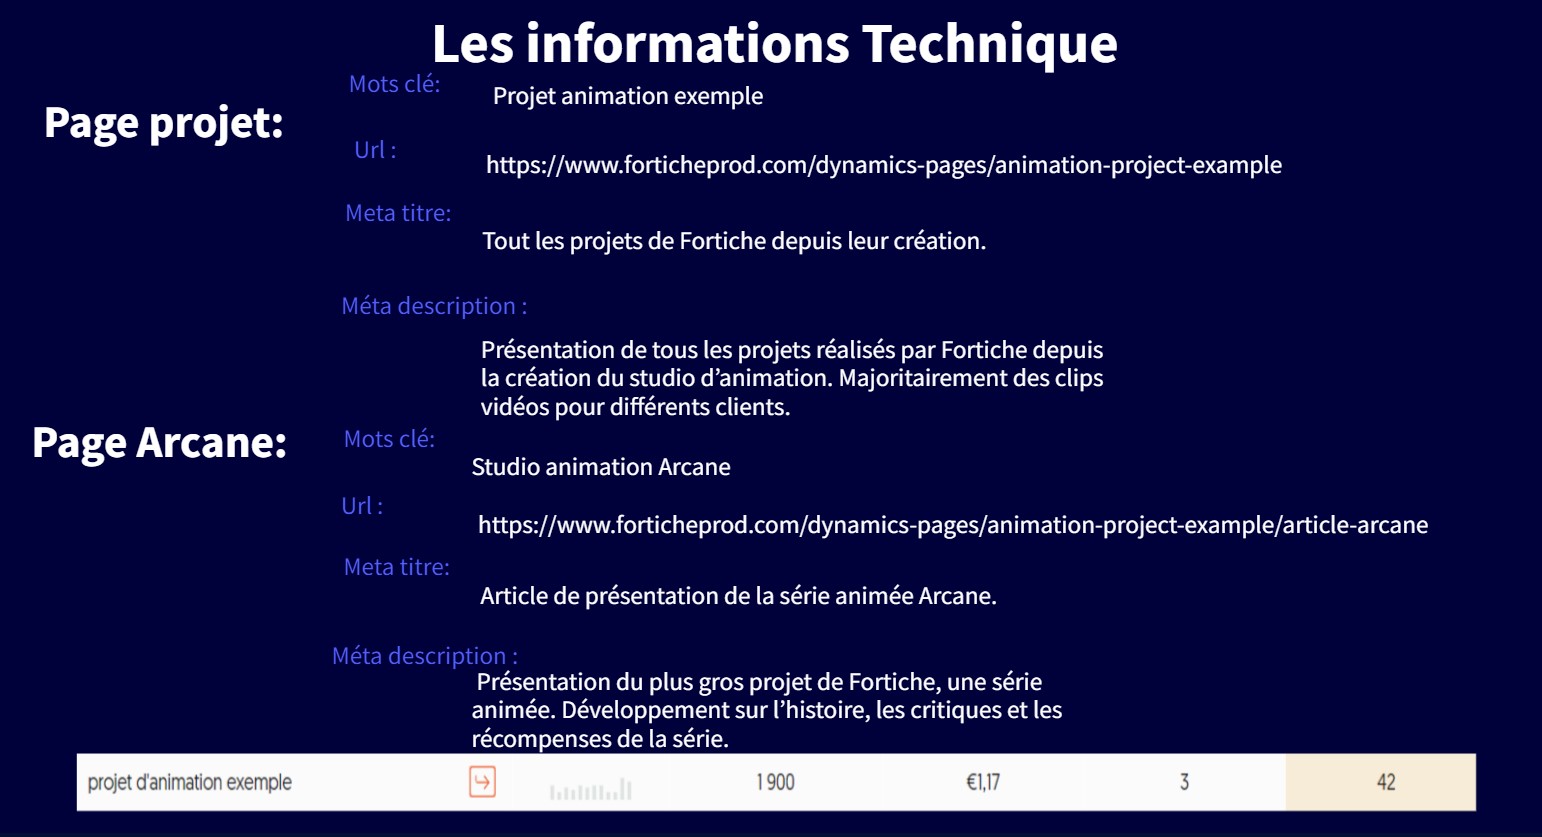 Les informations Technique
Page projet:
Mots clé:
Projet animation exemple
Url :
https://www.forticheprod.com/dynamics-pages/animation-project-example
Meta titre:
Tout les projets de Fortiche depuis leur création.
Méta description :
Présentation de tous les projets réalisés par Fortiche depuis
la création du studio d’animation. Majoritairement des clips
vidéos pour différents clients.
Page Arcane:
Mots clé:
Studio animation Arcane
Url :
https://www.forticheprod.com/dynamics-pages/animation-project-example/article-arcane
Meta titre:
Article de présentation de la série animée Arcane.
Méta description :
Présentation du plus gros projet de Fortiche, une série
animée. Développement sur l’histoire, les critiques et les
récompenses de la série.
projet d'animation exemple 1 900 €1,17 3 42